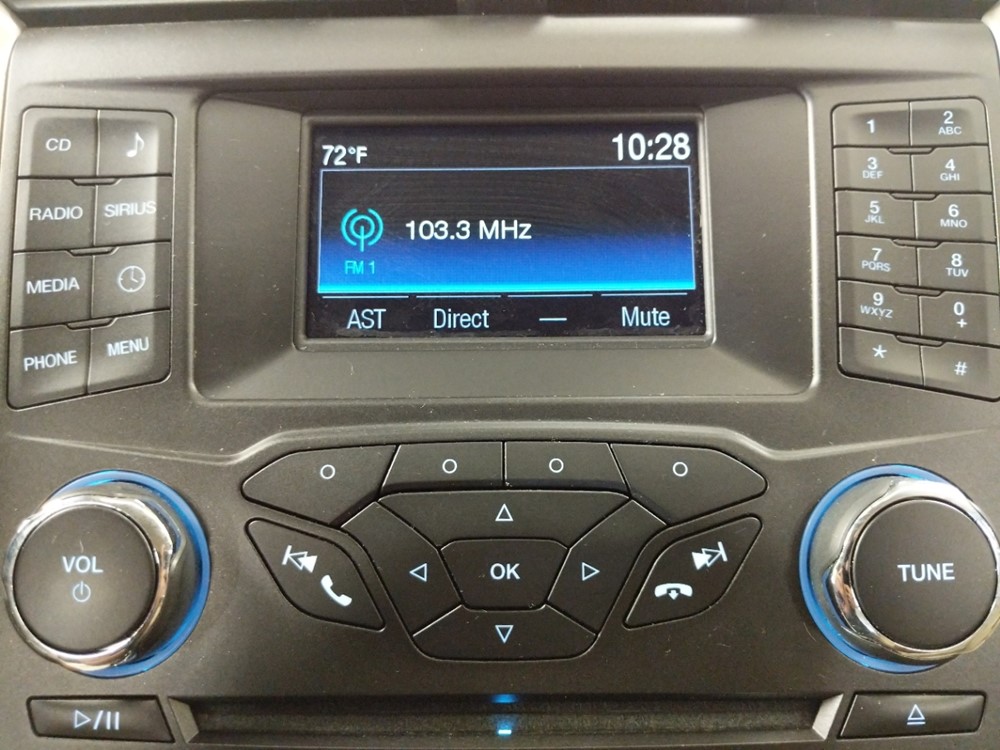 72°F 10:28
103.3 MHz
FM 1
AST Direct — Mute
CD
RADIO SIRIUS
MEDIA
PHONE MENU
1 2 ABC
3 DEF 4 GHI
5 JKL 6 MNO
7 PQRS 8 TUV
9 WXYZ 0 +
* #
VOL
OK
TUNE